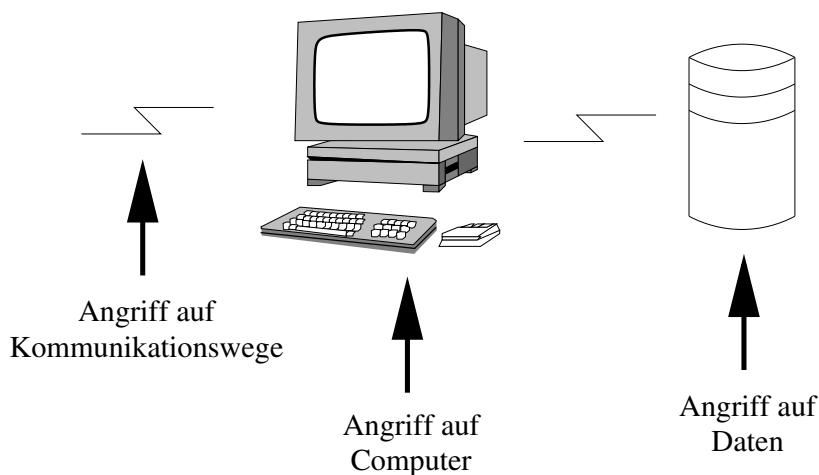 Angriff auf
Kommunikationswege
Angriff auf
Computer
Angriff auf
Daten